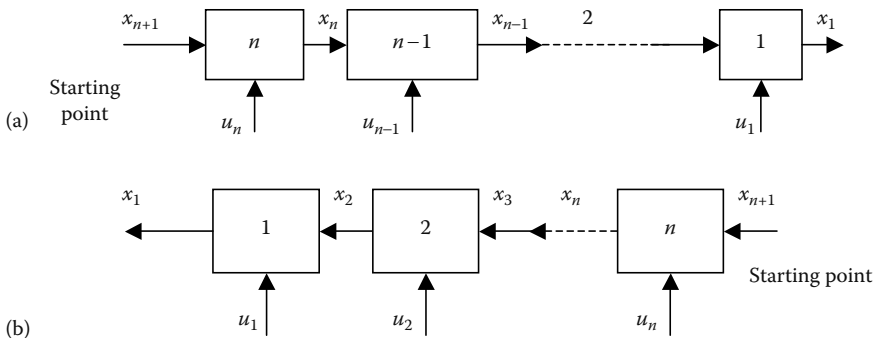 x_{n+1} x_n x_{n−1} 2 x_1
n n−1 1
Starting
point
(a) u_n u_{n−1} u_1
x_1 x_2 x_3 x_n x_{n+1}
1 2 n
Starting point
(b) u_1 u_2 u_n